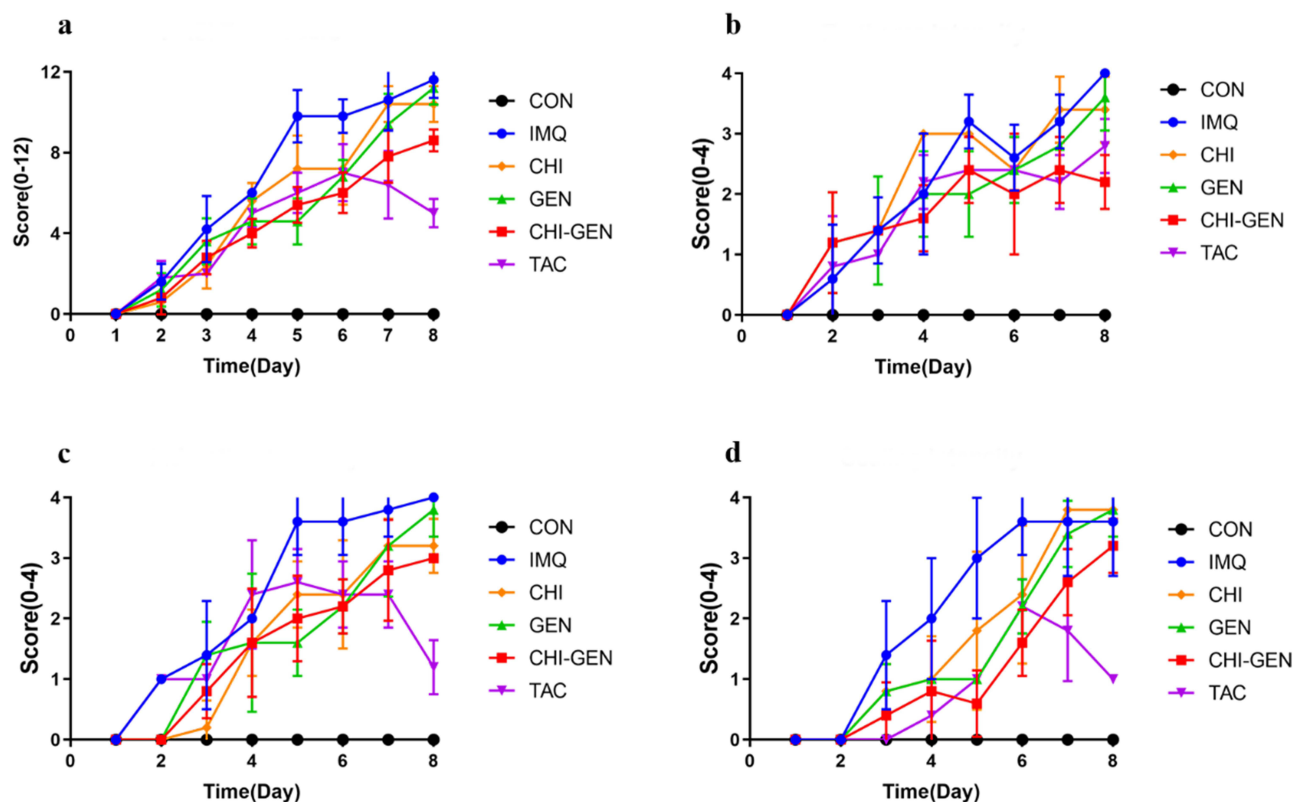 a
Score(0-12)
12
8
4
0
0 1 2 3 4 5 6 7 8
Time(Day)
CON
IMQ
CHI
GEN
CHI-GEN
TAC
b
Score(0-4)
4
3
2
1
0
0 2 4 6 8
Time(Day)
CON
IMQ
CHI
GEN
CHI-GEN
TAC
c
Score(0-4)
4
3
2
1
0
0 2 4 6 8
Time(Day)
CON
IMQ
CHI
GEN
CHI-GEN
TAC
d
Score(0-4)
4
3
2
1
0
0 2 4 6 8
Time(Day)
CON
IMQ
CHI
GEN
CHI-GEN
TAC